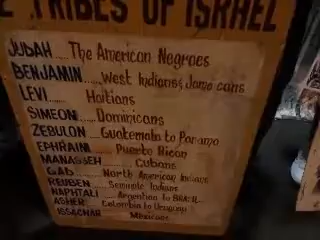 E TRIBES OF ISRAEL
JUDAH The American Negroes
BENJAMIN......West Indians & Jamaicans
LEVI....... Haitians
SIMEON...Dominicans
ZEBULON...Guatemala to Panama
EPHRAIM...... Puerto Rican
MANASSEH....... Cubans
GAD.........North American Indians
REUBEN...... Seminole Indians
NAPHTALI...Argentina to BRAZIL
ASHER...Colombia to Uruguay
ISSACHAR...... Mexicans